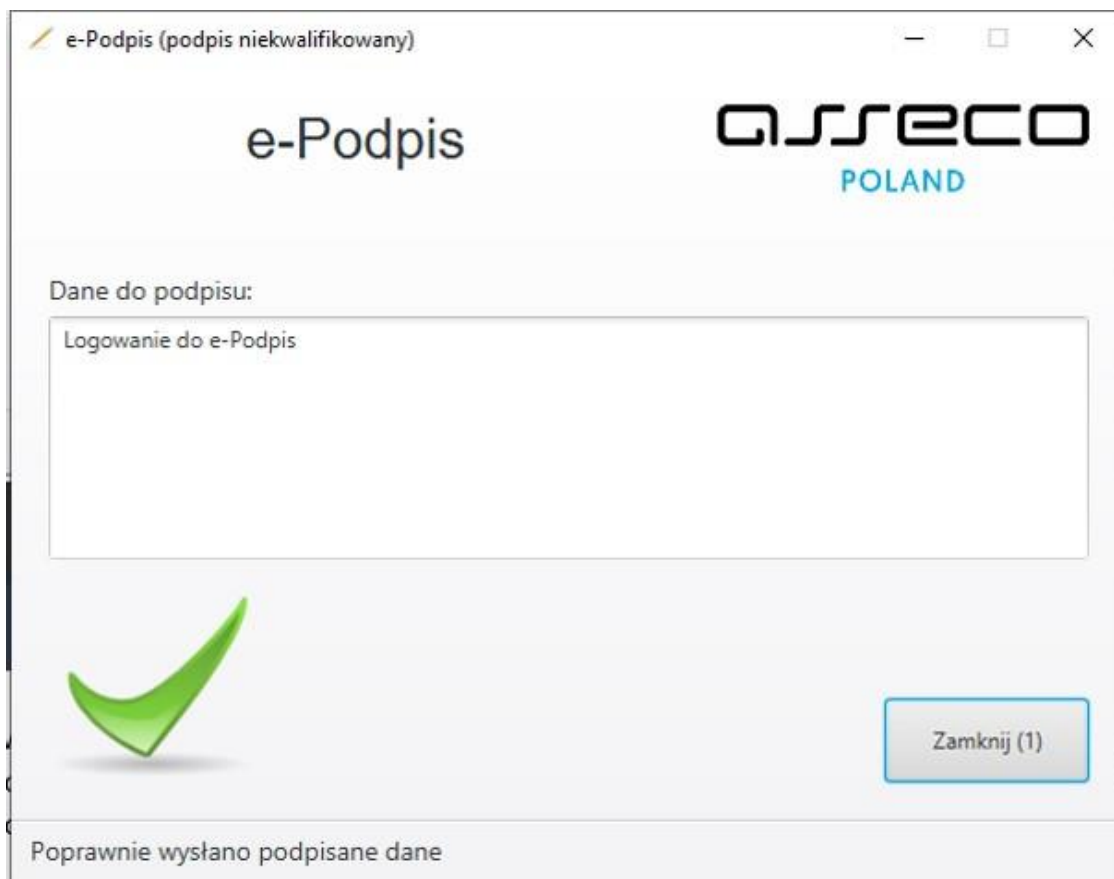 e-Podpis (podpis niekwalifikowany)
e-Podpis
asseco
POLAND
Dane do podpisu:
Logowanie do e-Podpis
Zamknij (1)
Poprawnie wysłano podpisane dane